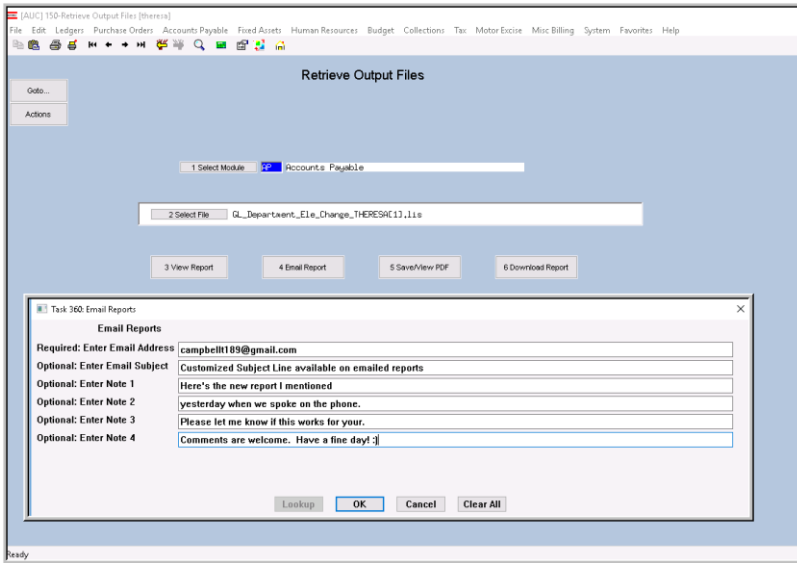 [AUC] 150-Retrieve Output Files [theresa]
File Edit Ledgers Purchase Orders Accounts Payable Fixed Assets Human Resources Budget Collections Tax Motor Excise Misc Billing System Favorites Help
Retrieve Output Files
Goto...
Actions
1 Select Module AP Accounts Payable
2 Select File GL_Department_Ele_Change_THERESA[1].lis
3 View Report 4 Email Report 5 Save/View PDF 6 Download Report
Task 360: Email Reports
Email Reports
Required: Enter Email Address campbellt189@gmail.com
Optional: Enter Email Subject Customized Subject Line available on emailed reports
Optional: Enter Note 1 Here's the new report I mentioned
Optional: Enter Note 2 yesterday when we spoke on the phone.
Optional: Enter Note 3 Please let me know if this works for your.
Optional: Enter Note 4 Comments are welcome. Have a fine day! :)
Lookup OK Cancel Clear All
Ready